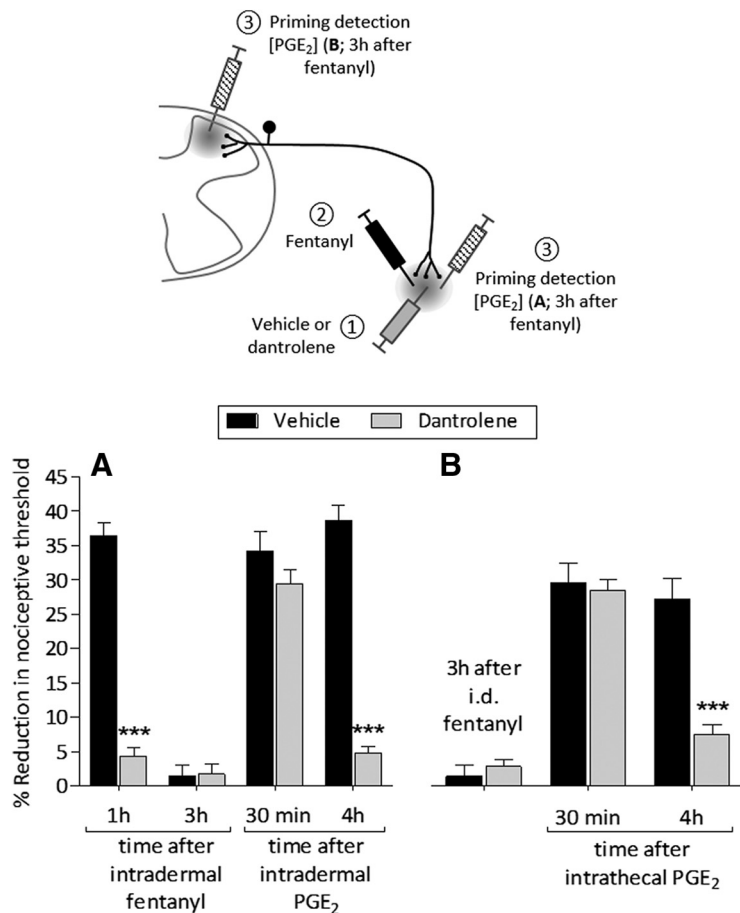 ③ Priming detection
[PGE₂] (B; 3h after
fentanyl)
②
Fentanyl
③
Priming detection
[PGE₂] (A; 3h after
fentanyl)
Vehicle or ①
dantrolene
Vehicle Dantrolene
A B
% Reduction in nociceptive threshold
45
40
35
30
25
20
15
10
5
0
***
***
3h after
i.d.
fentanyl
***
1h 3h 30 min 4h
time after
intradermal
fentanyl
time after
intradermal
PGE₂
30 min 4h
time after
intrathecal PGE₂